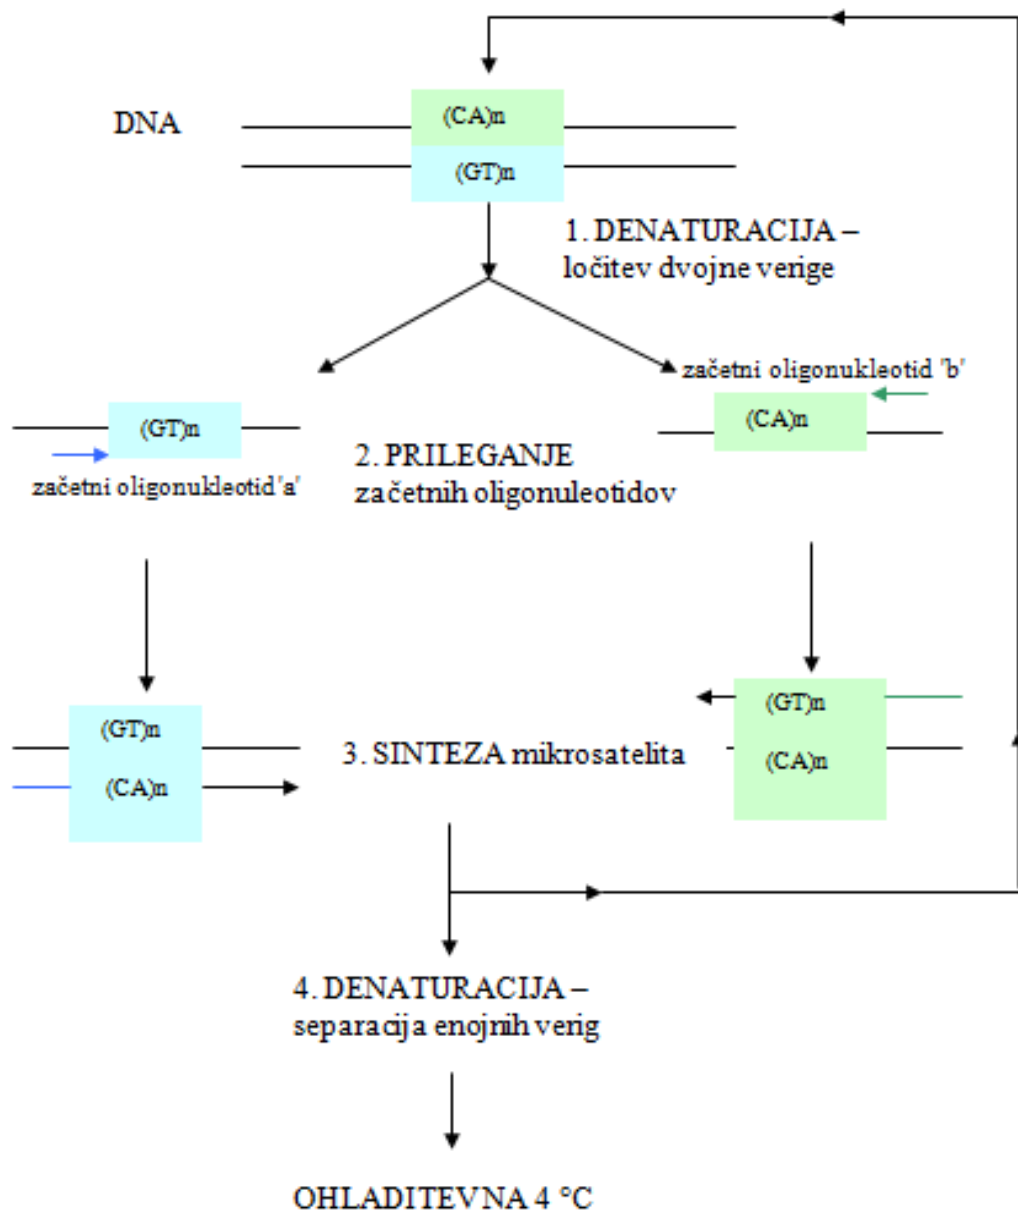 DNA
(CA)n
(GT)n
1. DENATURACIJA –
ločitev dvojne verige
začetni oligonukleotid 'b'
(GT)n
(CA)n
2. PRILEGANJE
začetnih oligonuleotidov
začetni oligonukleotid 'a'
(GT)n
(CA)n
3. SINTEZA mikrosatelita
(GT)n
(CA)n
4. DENATURACIJA –
separacija enojnih verig
OHLADITEVNA 4 °C